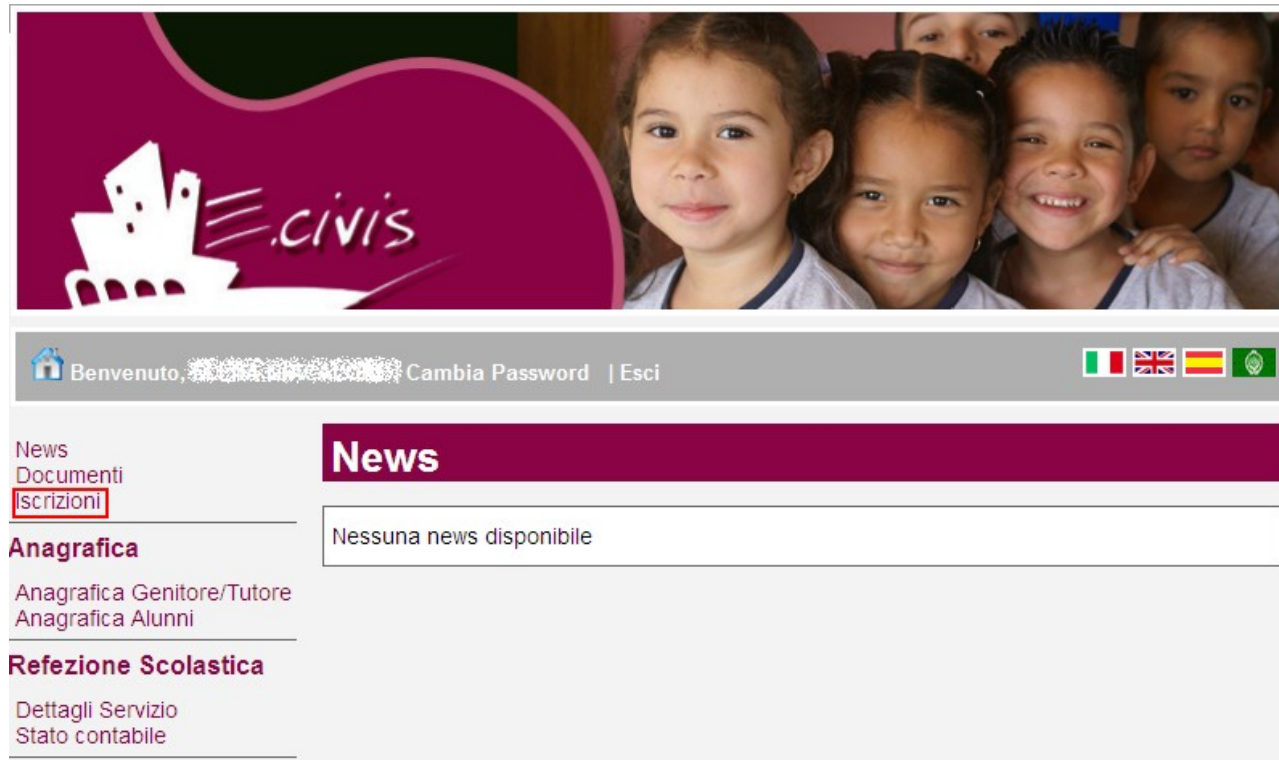 E.civis
Benvenuto, Cambia Password | Esci
News
Documenti
Iscrizioni
Anagrafica
Anagrafica Genitore/Tutore
Anagrafica Alunni
Refezione Scolastica
Dettagli Servizio
Stato contabile
News
Nessuna news disponibile